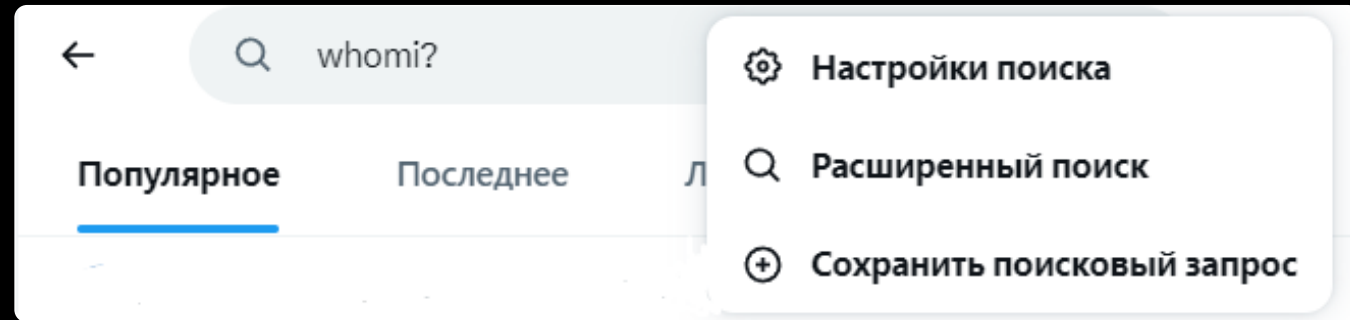 whomi?
Настройки поиска
Расширенный поиск
Сохранить поисковый запрос
Популярное
Последнее
Л